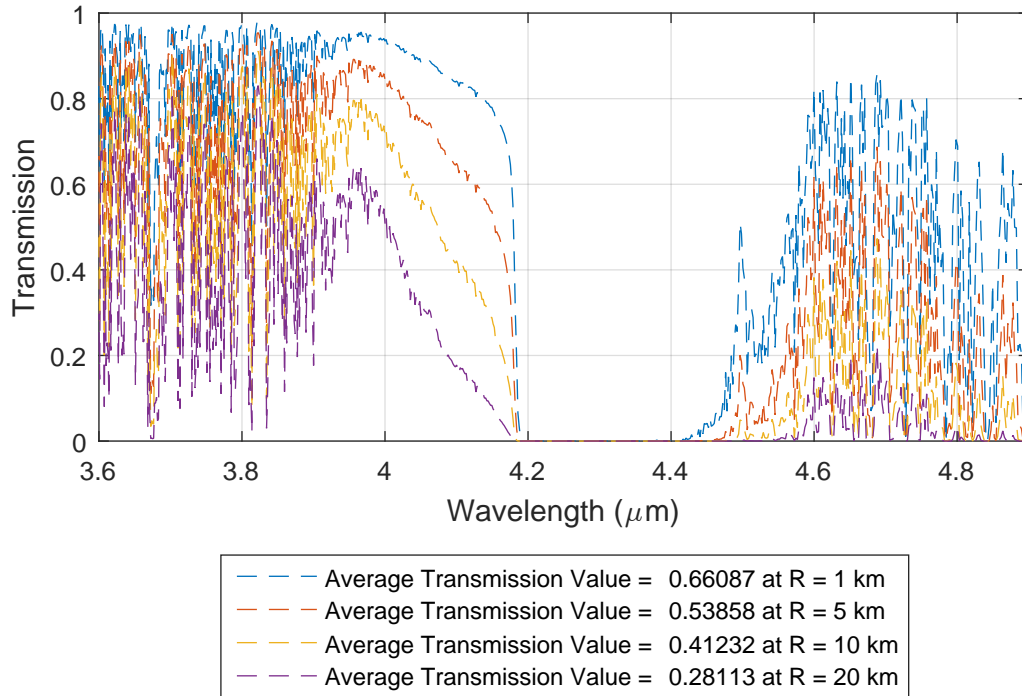 1
0.8
0.6
0.4
0.2
0
Transmission
3.6 3.8 4 4.2 4.4 4.6 4.8
Wavelength (μm)
Average Transmission Value = 0.66087 at R = 1 km
Average Transmission Value = 0.53858 at R = 5 km
Average Transmission Value = 0.41232 at R = 10 km
Average Transmission Value = 0.28113 at R = 20 km